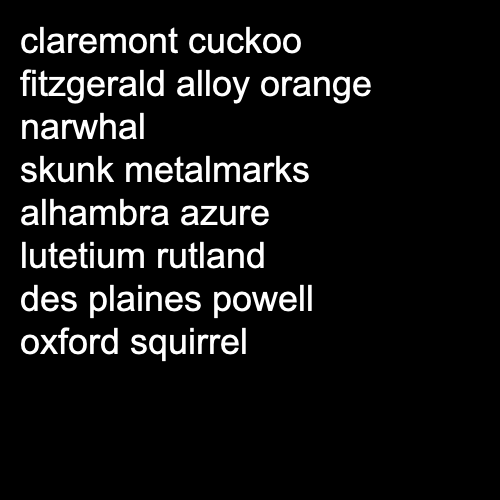 claremont cuckoo
fitzgerald alloy orange
narwhal
skunk metalmarks
alhambra azure
lutetium rutland
des plaines powell
oxford squirrel